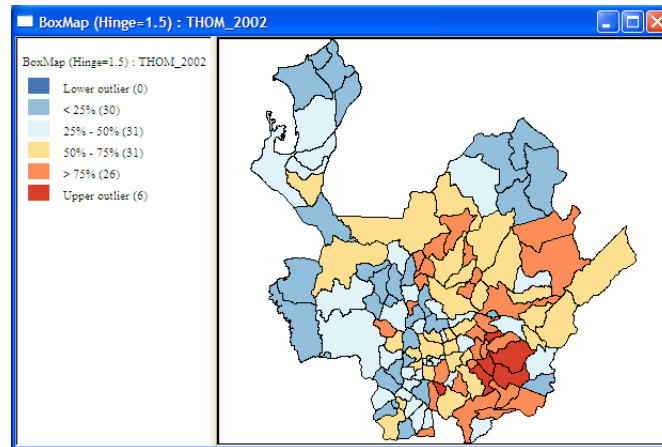 BoxMap (Hinge=1.5) : THOM_2002
BoxMap (Hinge=1.5) : THOM_2002
Lower outlier (0)
< 25% (30)
25% - 50% (31)
50% - 75% (31)
> 75% (26)
Upper outlier (6)